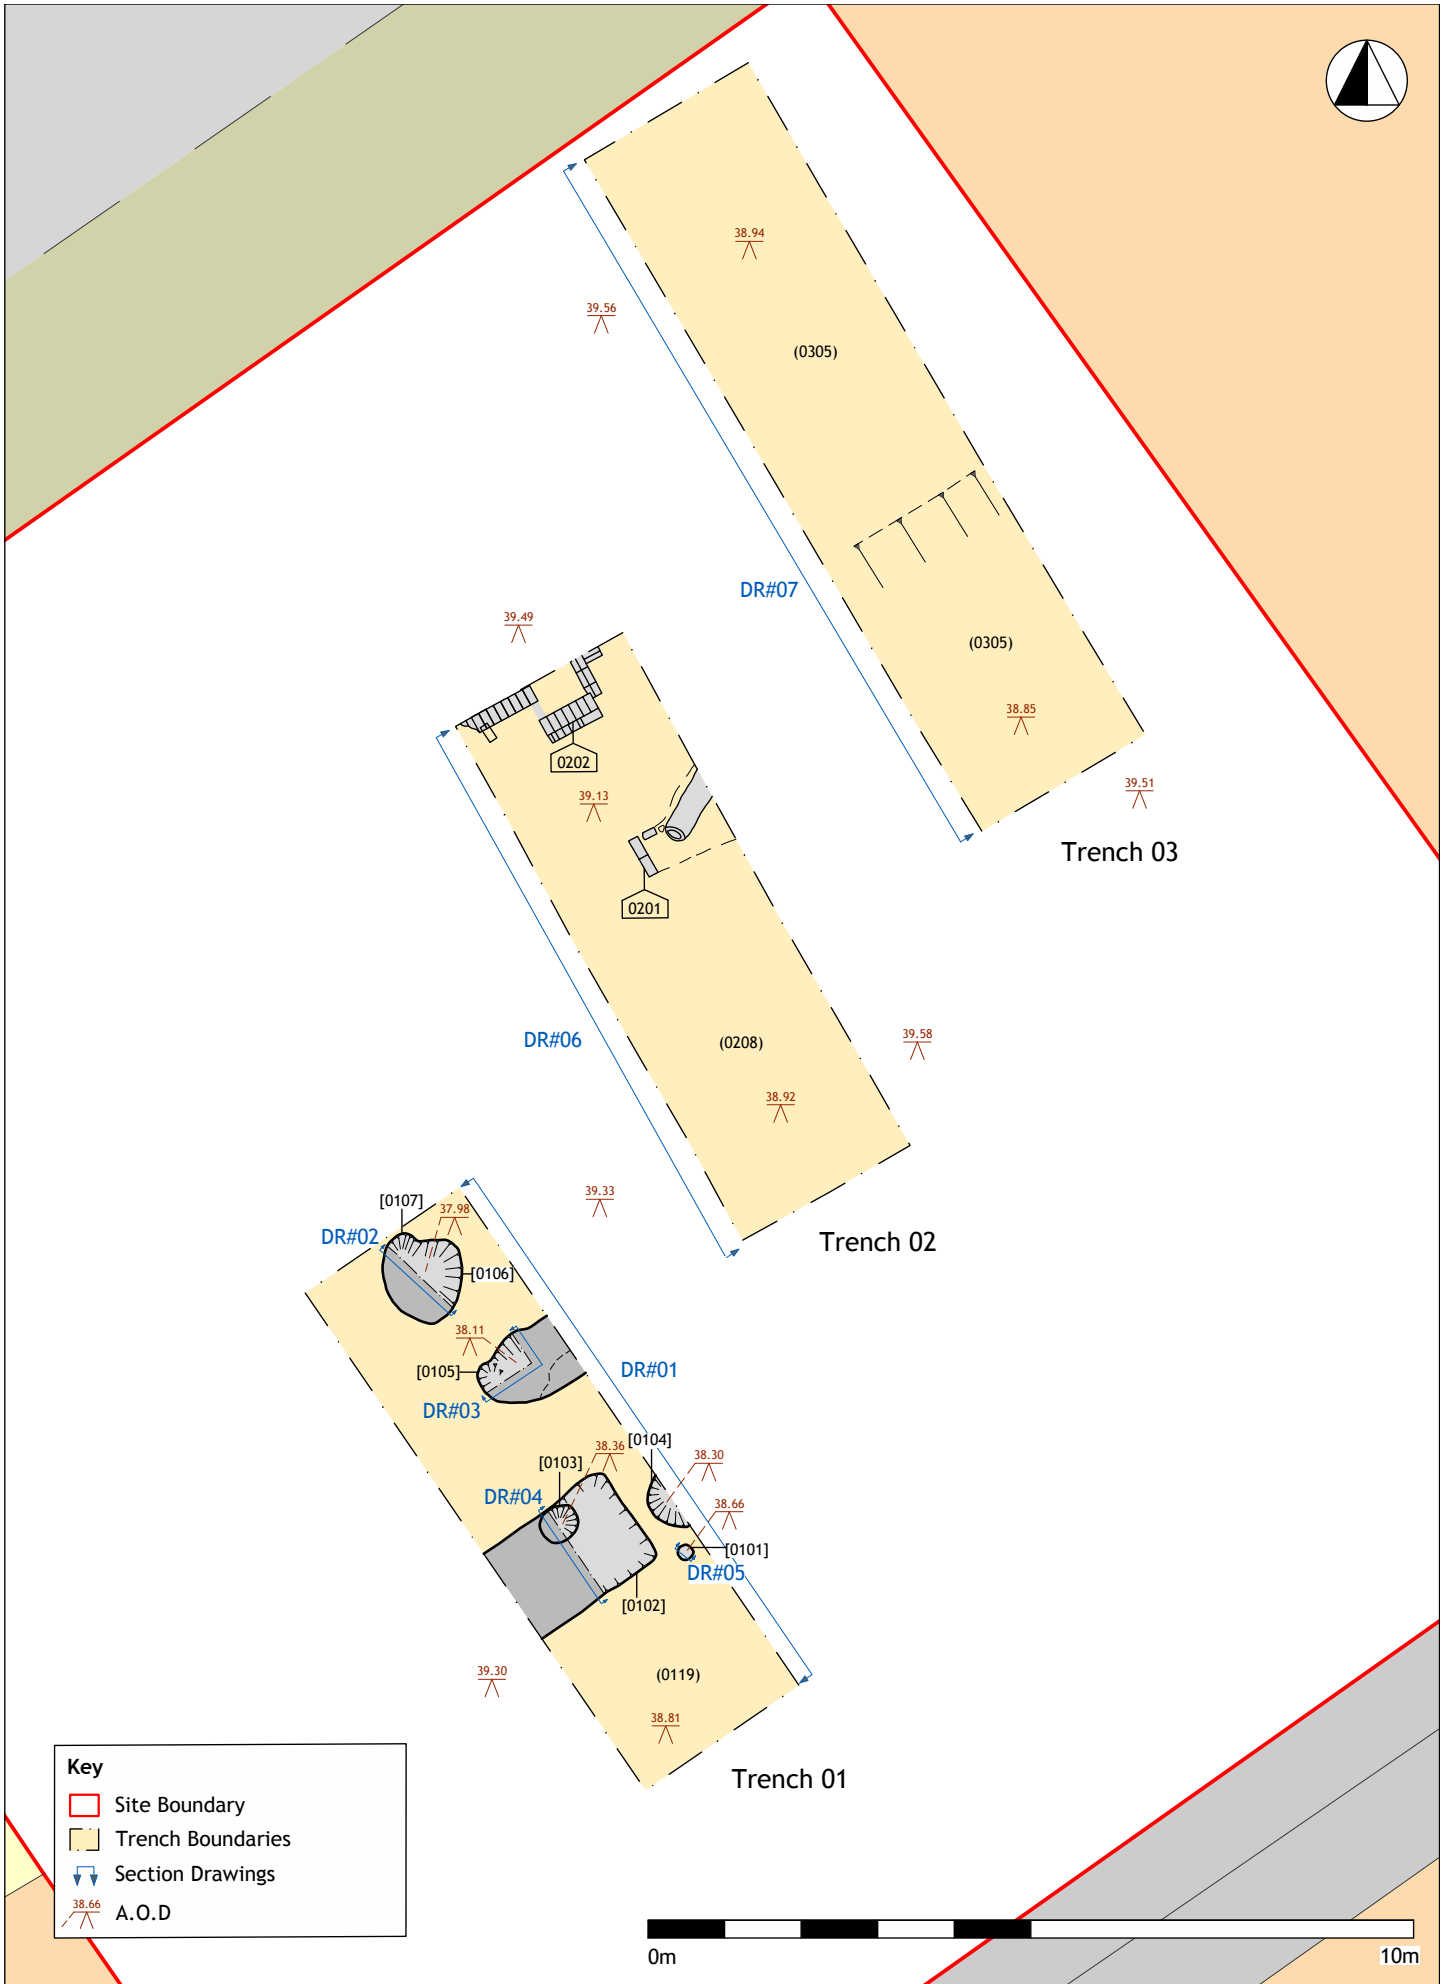 38.94
39.56
(0305)
DR#07
39.49
(0305)
38.85
0202
39.13
39.51
Trench 03
0201
DR#06
(0208)
39.58
38.92
39.33
[0107]
37.98
DR#02
Trench 02
[0106]
38.11
[0105]
DR#01
DR#03
[0104]
38.36
[0103]
38.30
DR#04
38.66
[0101]
DR#05
[0102]
39.30
(0119)
38.81
Trench 01
Key
Site Boundary
Trench Boundaries
Section Drawings
38.66
A.O.D
0m
10m